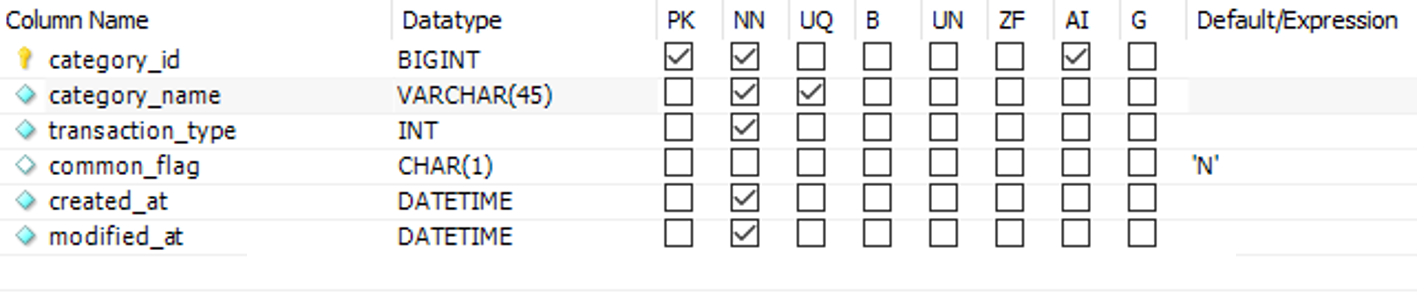 Column Name Datatype PK NN UQ B UN ZF AI G Default/Expression
category_id BIGINT
category_name VARCHAR(45)
transaction_type INT
common_flag CHAR(1) 'N'
created_at DATETIME
modified_at DATETIME